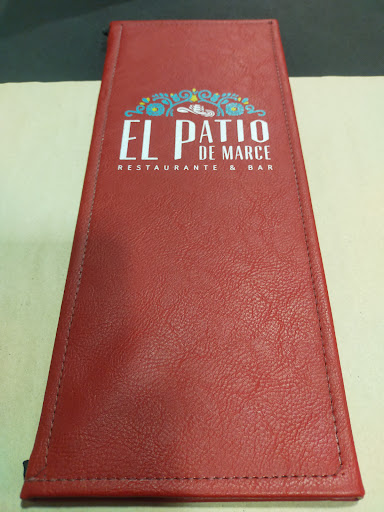 EL PATIO
DE MARCE
RESTAURANTE & BAR